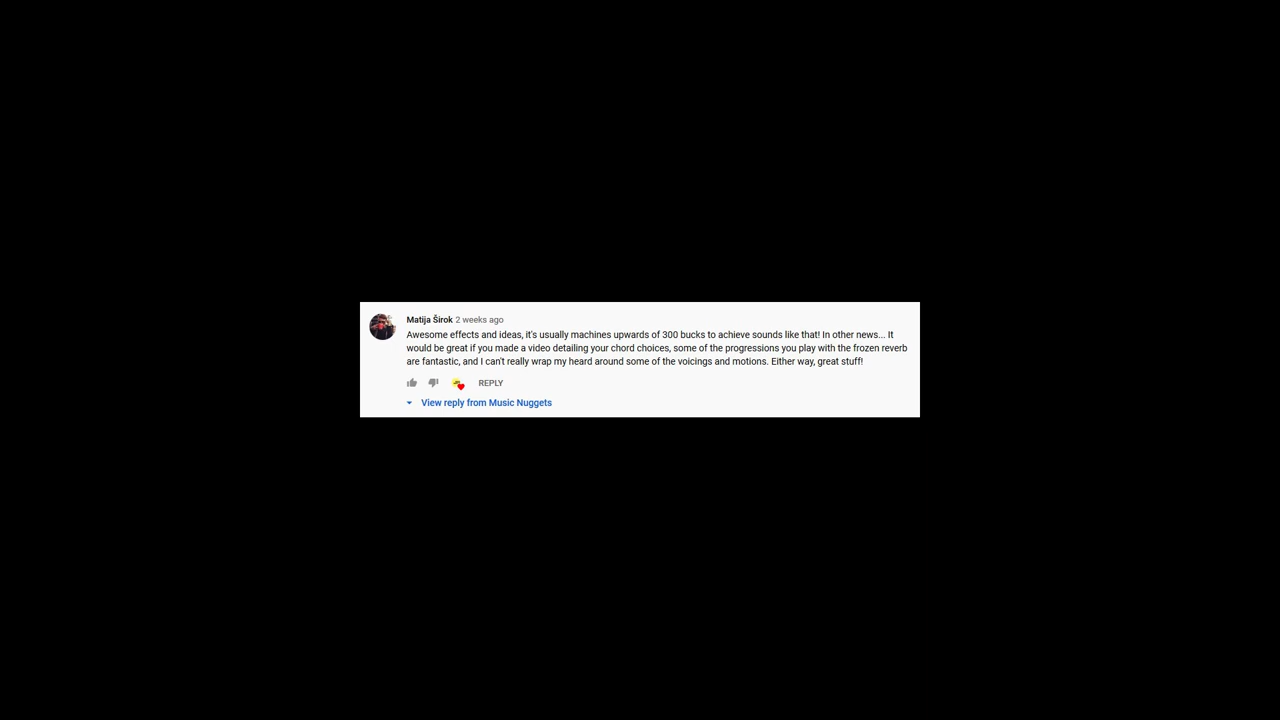 Matija Širok 2 weeks ago
Awesome effects and ideas, it's usually machines upwards of 300 bucks to achieve sounds like that! In other news... It
would be great if you made a video detailing your chord choices, some of the progressions you play with the frozen reverb
are fantastic, and I can't really wrap my heard around some of the voicings and motions. Either way, great stuff!
REPLY
View reply from Music Nuggets